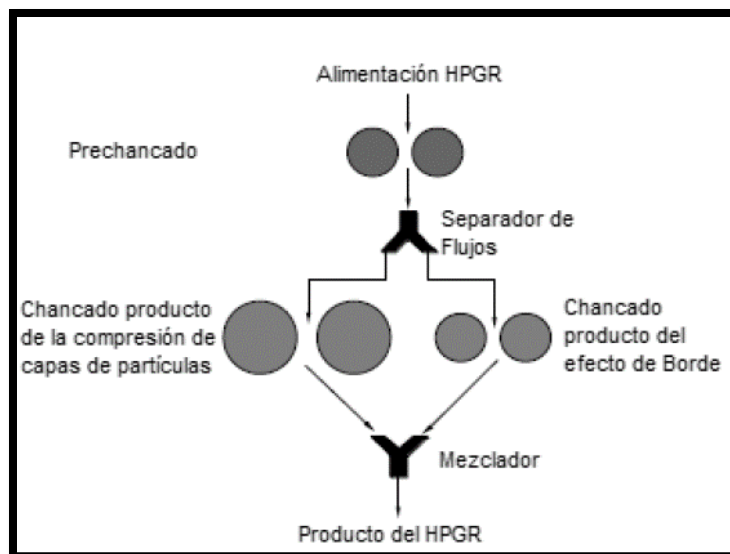 Alimentación HPGR
Prechancado
Separador de
Flujos
Chancado producto
de la compresión de
capas de partículas
Chancado
producto del
efecto de Borde
Mezclador
Producto del HPGR